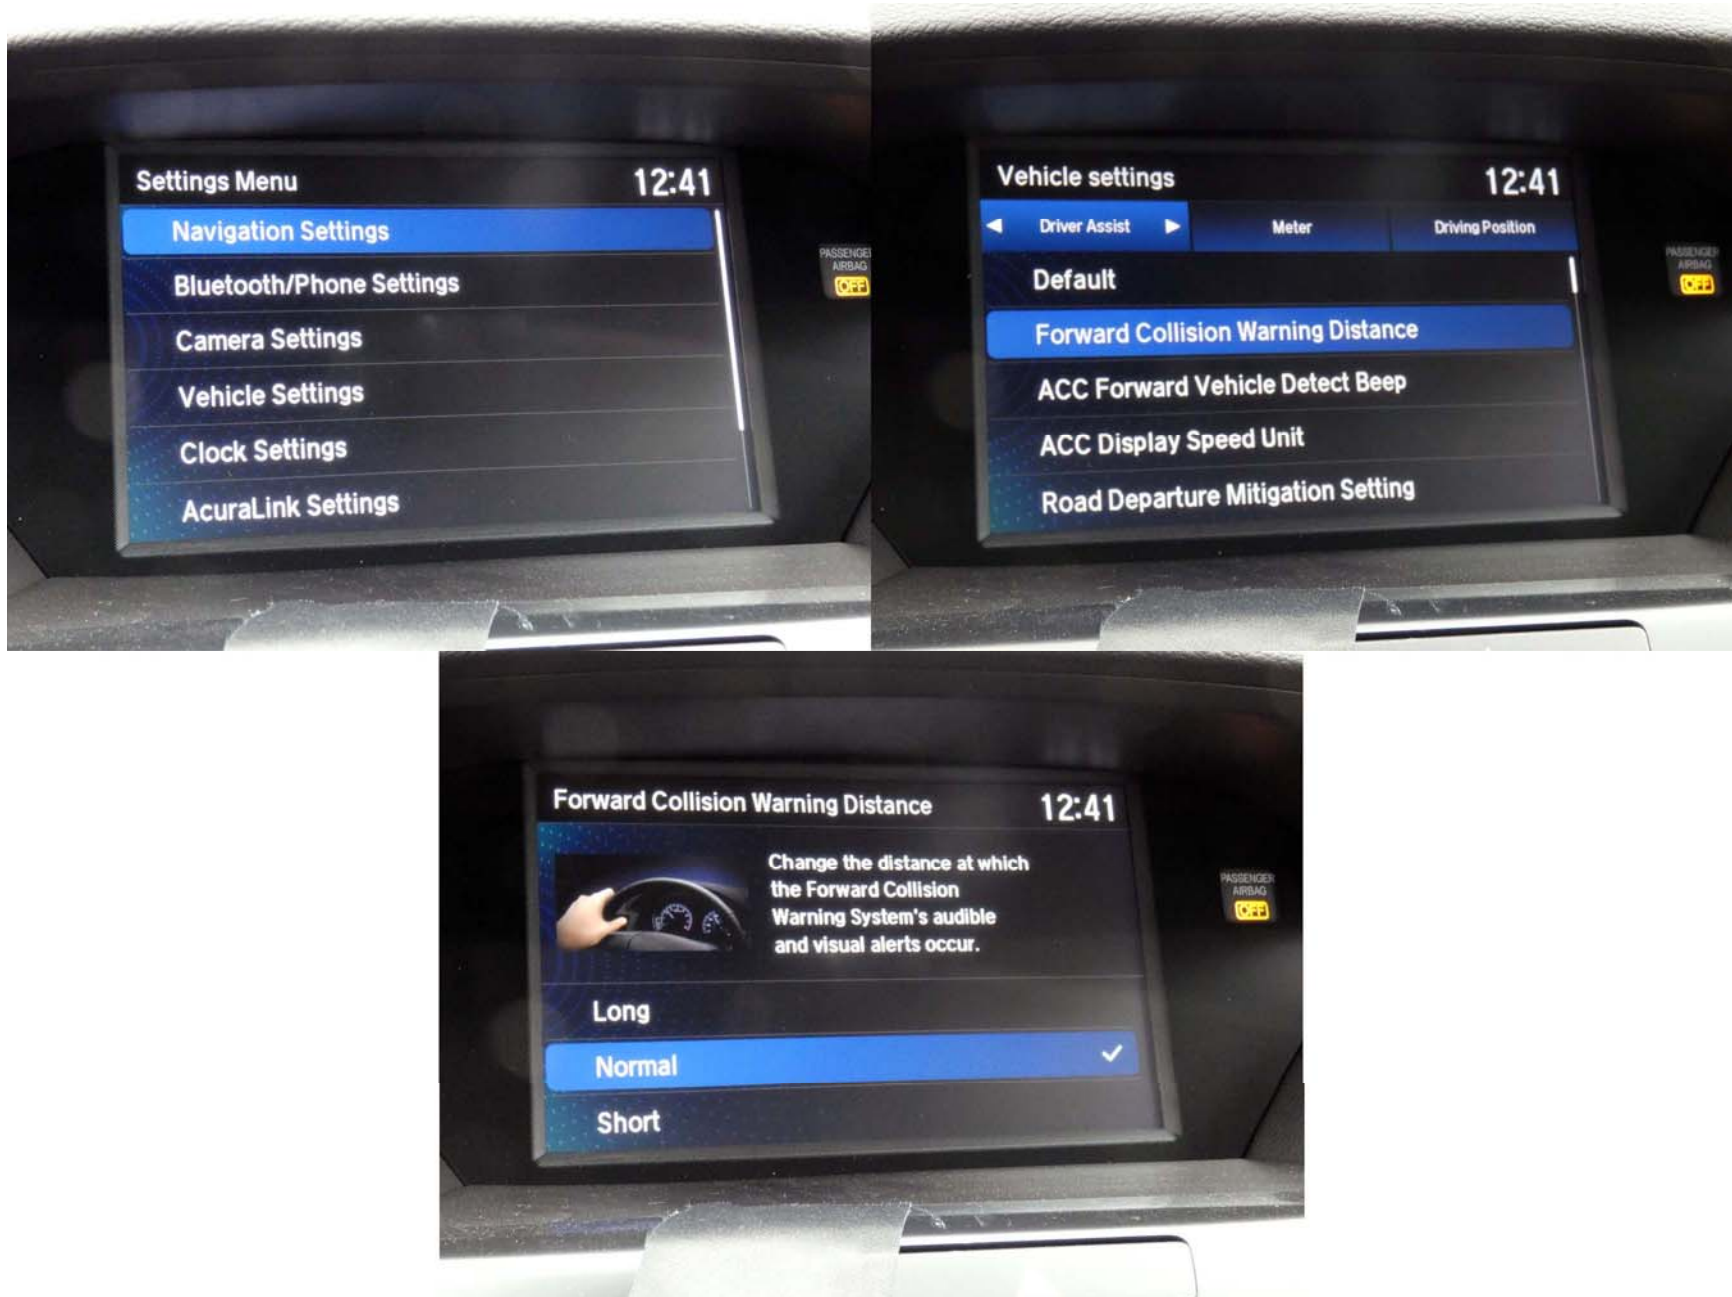 Settings Menu 12:41
Navigation Settings
Bluetooth/Phone Settings
Camera Settings
Vehicle Settings
Clock Settings
AcuraLink Settings
PASSENGER
AIRBAG
OFF
Vehicle settings 12:41
Driver Assist Meter Driving Position
Default
Forward Collision Warning Distance
ACC Forward Vehicle Detect Beep
ACC Display Speed Unit
Road Departure Mitigation Setting
PASSENGER
AIRBAG
OFF
Forward Collision Warning Distance 12:41
Change the distance at which
the Forward Collision
Warning System's audible
and visual alerts occur.
Long
Normal
Short
PASSENGER
AIRBAG
OFF